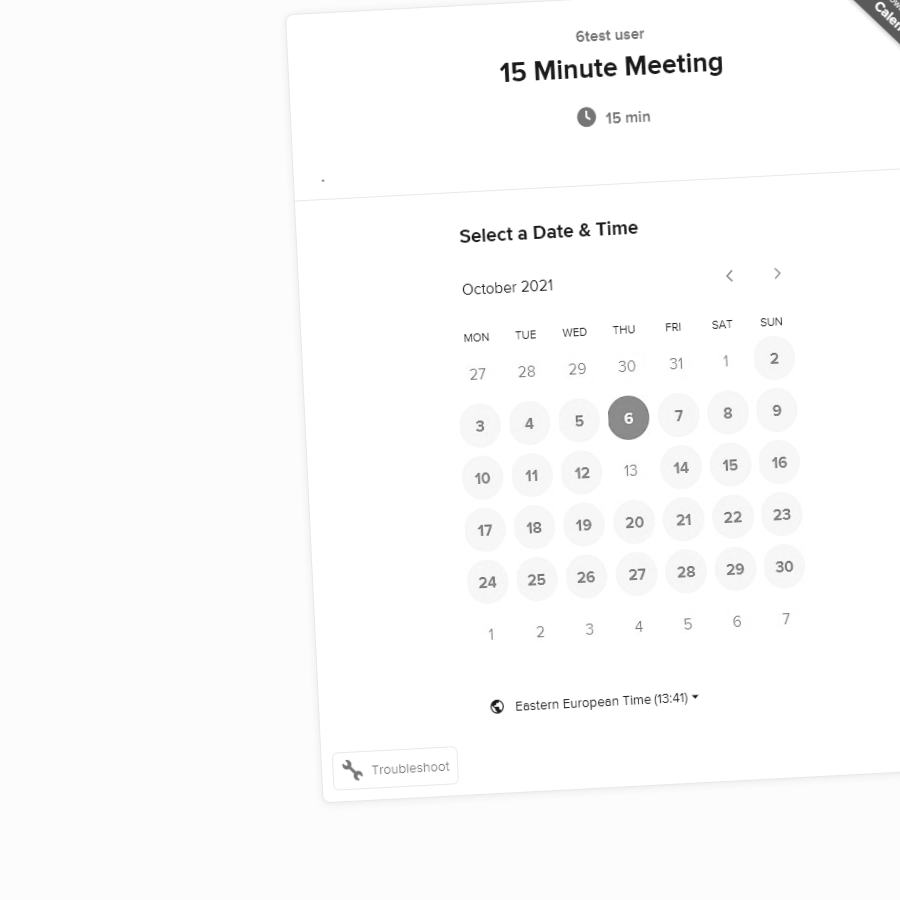 6test user
15 Minute Meeting
15 min
.
Select a Date & Time
October 2021
MON TUE WED THU FRI SAT SUN
27 28 29 30 31 1 2
3 4 5 6 7 8 9
10 11 12 13 14 15 16
17 18 19 20 21 22 23
24 25 26 27 28 29 30
1 2 3 4 5 6 7
Eastern European Time (13:41)
Troubleshoot